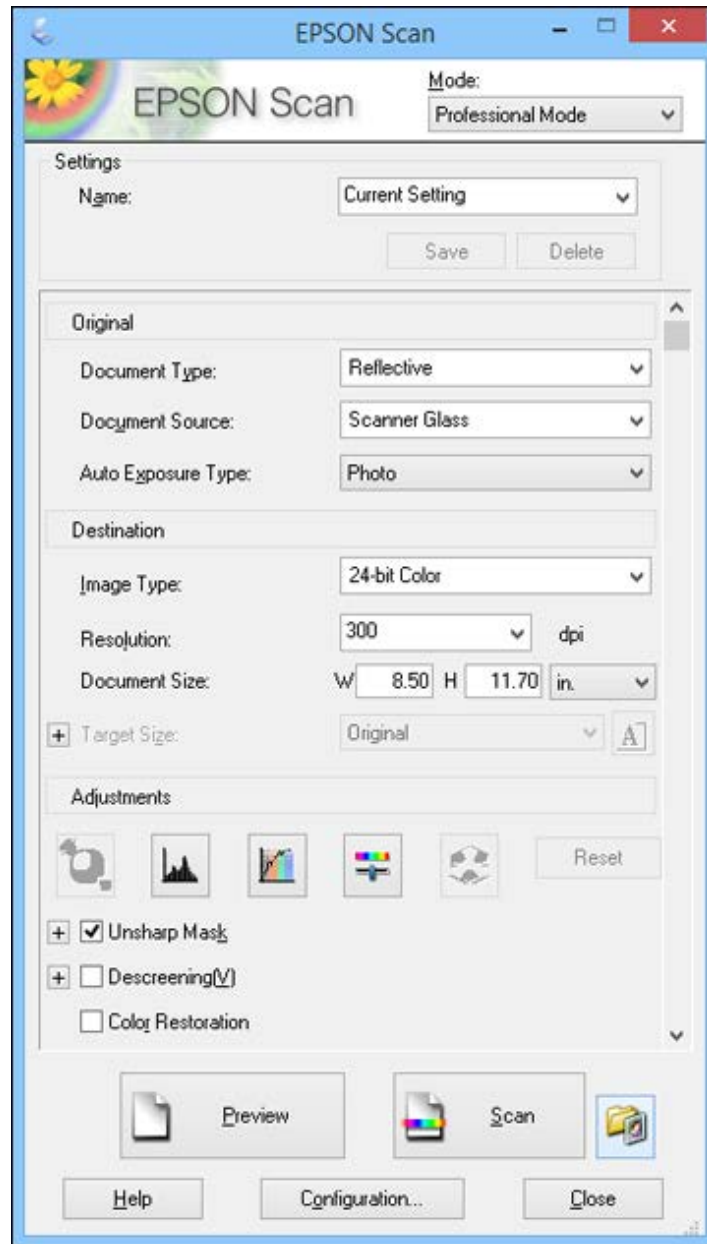 EPSON Scan
EPSON Scan
Mode:
Professional Mode
Settings
Name:
Current Setting
Save Delete
Original
Document Type: Reflective
Document Source: Scanner Glass
Auto Exposure Type: Photo
Destination
Image Type: 24-bit Color
Resolution: 300 dpi
Document Size: W 8.50 H 11.70 in.
+ Target Size: Original A
Adjustments
Reset
+ Unsharp Mask
+ Descreening(V)
Color Restoration
Preview Scan
Help Configuration... Close